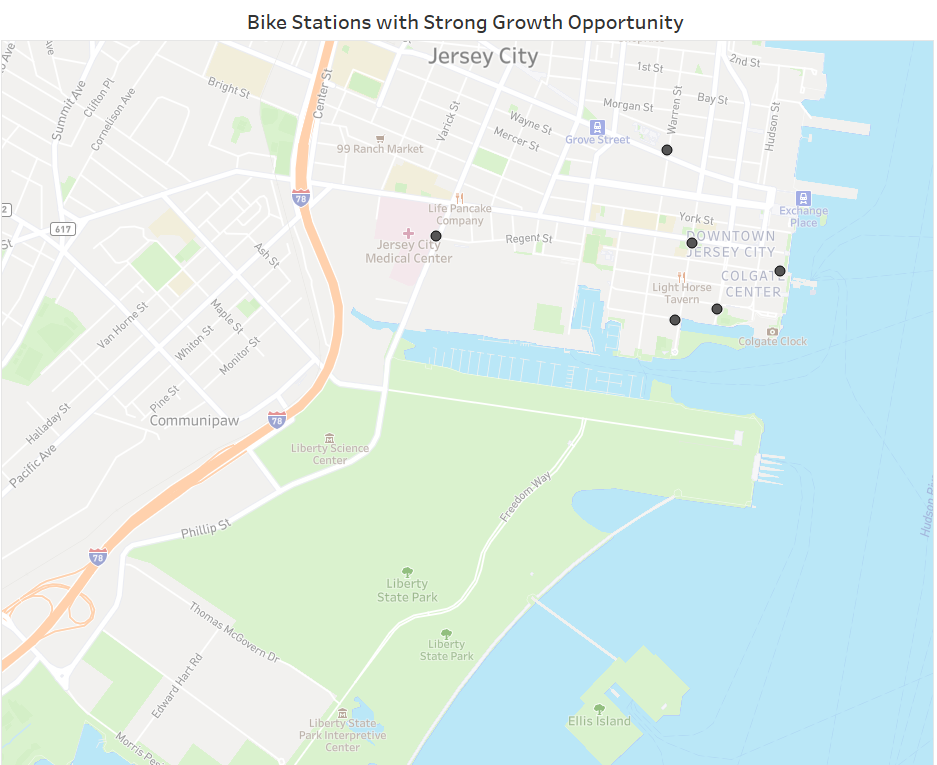 Bike Stations with Strong Growth Opportunity
Jersey City
2nd St
1st St
Bright St
Center St
Summit Ave
Clifton Pl
Cornelison Ave
Varick St
Wayne St
Mercer St
Morgan St
Warren St
Bay St
Hudson St
Grove Street
99 Ranch Market
78
2
617
St
Life Pancake
Company
Exchange
Place
York St
Regent St
DOWNTOWN
JERSEY CITY
Jersey City
Medical Center
Ash St
COLGATE
CENTER
Light Horse
Tavern
Colgate Clock
Van Horne St
Maple St
Whiton St
Monitor St
Pine St
Halladay St
Communipaw
78
Pacific Ave
Liberty Science
Center
Freedom Way
Phillip St
78
Liberty
State Park
Thomas McGovern Dr
Liberty
State Park
Edward Hart Rd
Liberty State
Park Interpretive
Center
Ellis Island